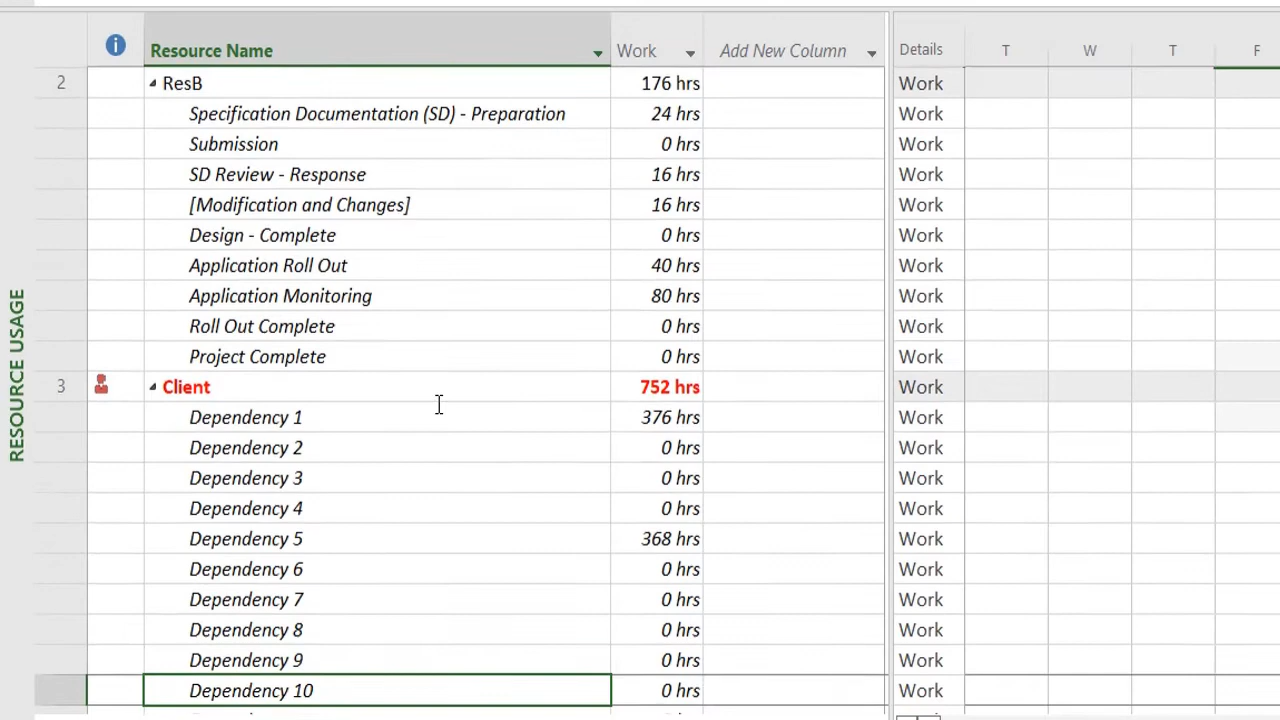 Resource Name Work Add New Column Details T W T F
2 ResB 176 hrs Work
Specification Documentation (SD) - Preparation 24 hrs Work
Submission 0 hrs Work
SD Review - Response 16 hrs Work
[Modification and Changes] 16 hrs Work
Design - Complete 0 hrs Work
Application Roll Out 40 hrs Work
Application Monitoring 80 hrs Work
Roll Out Complete 0 hrs Work
Project Complete 0 hrs Work
3 Client 752 hrs Work
Dependency 1 376 hrs Work
Dependency 2 0 hrs Work
Dependency 3 0 hrs Work
Dependency 4 0 hrs Work
Dependency 5 368 hrs Work
Dependency 6 0 hrs Work
Dependency 7 0 hrs Work
Dependency 8 0 hrs Work
Dependency 9 0 hrs Work
Dependency 10 0 hrs Work
RESOURCE USAGE